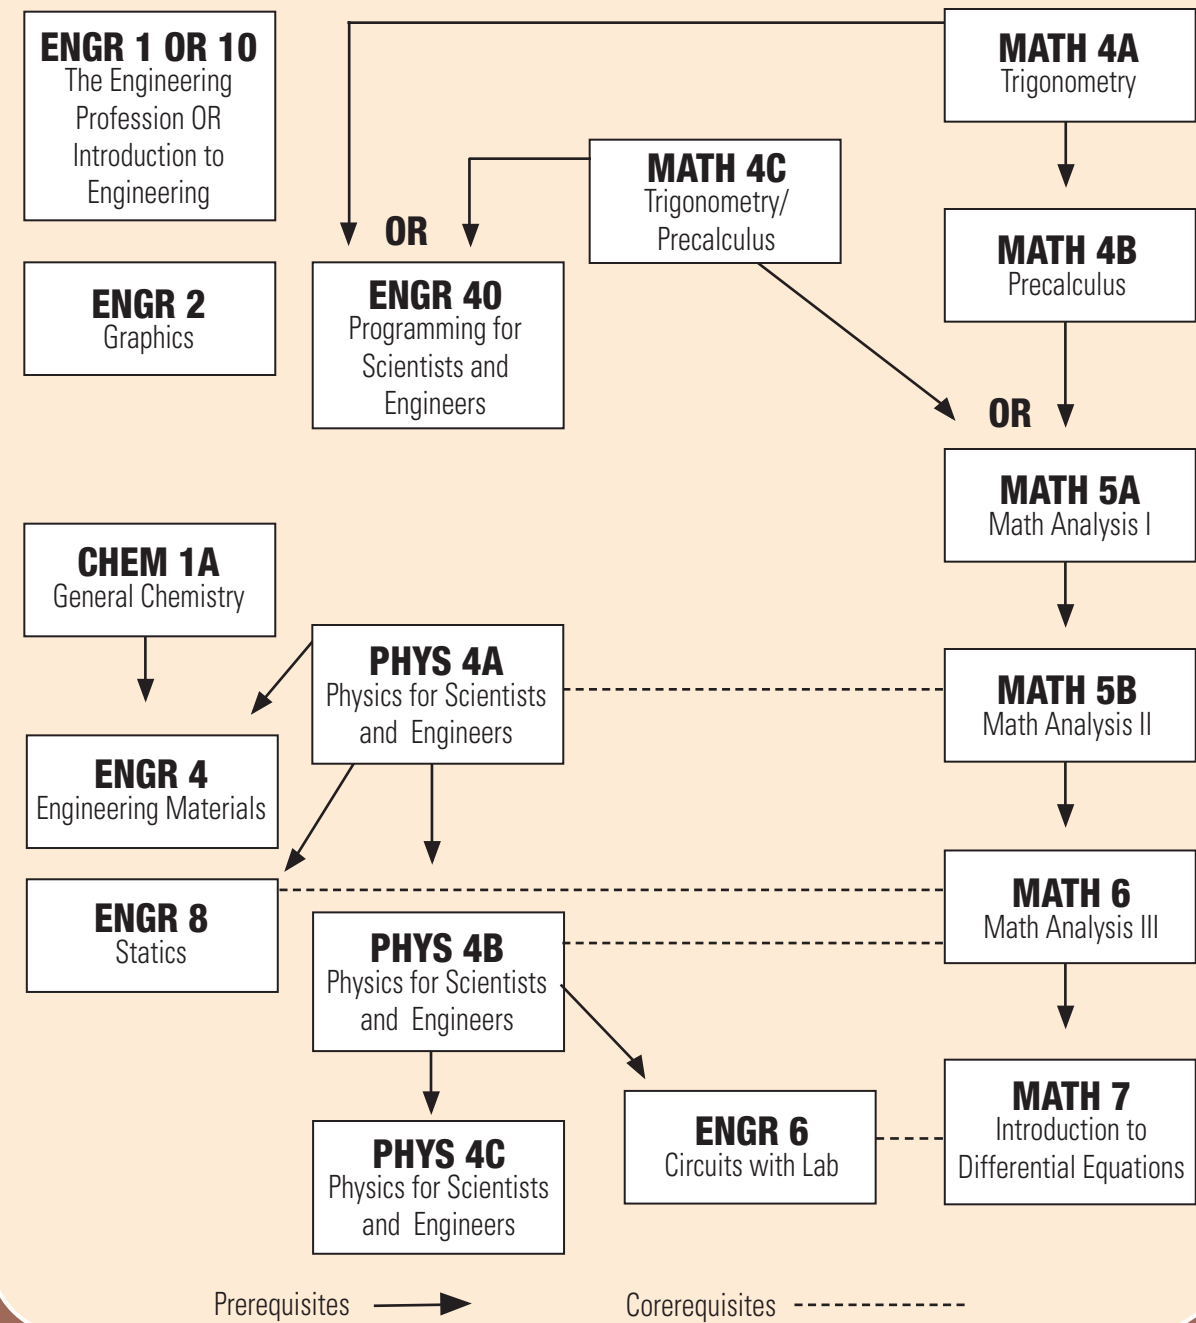 ENGR 1 OR 10
The Engineering
Profession OR
Introduction to
Engineering
MATH 4A
Trigonometry
MATH 4C
Trigonometry/
Precalculus
OR
MATH 4B
Precalculus
ENGR 2
Graphics
ENGR 40
Programming for
Scientists and
Engineers
OR
MATH 5A
Math Analysis I
CHEM 1A
General Chemistry
PHYS 4A
Physics for Scientists
and Engineers
MATH 5B
Math Analysis II
ENGR 4
Engineering Materials
ENGR 8
Statics
MATH 6
Math Analysis III
PHYS 4B
Physics for Scientists
and Engineers
MATH 7
Introduction to
Differential Equations
ENGR 6
Circuits with Lab
PHYS 4C
Physics for Scientists
and Engineers
Prerequisites
Corerequisites